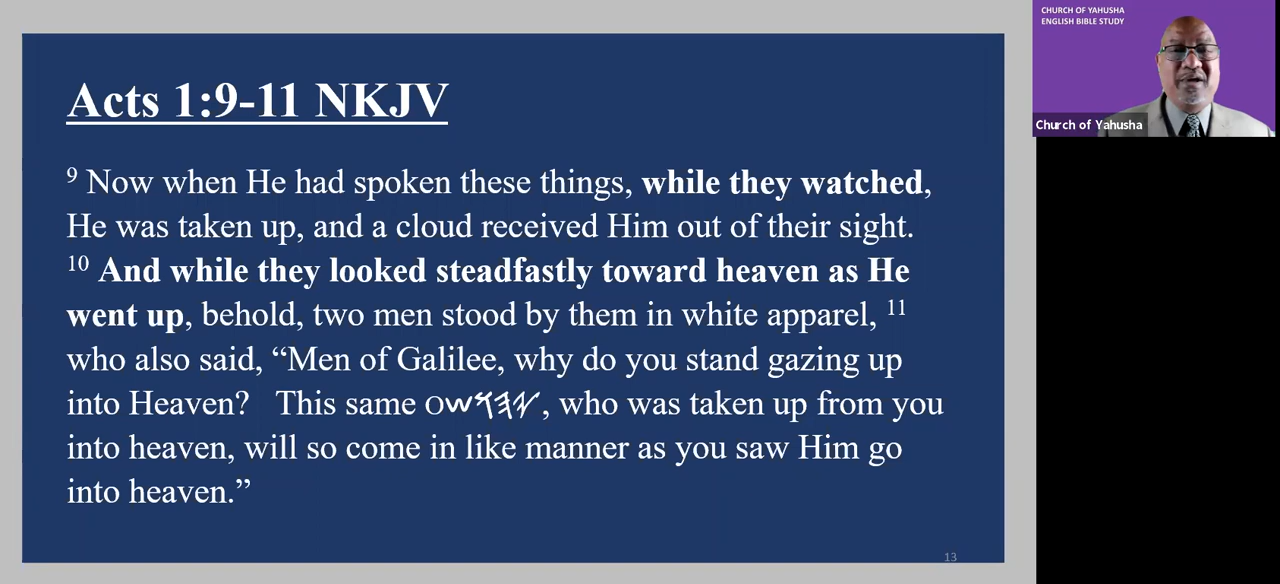 Acts 1:9-11 NKJV
9 Now when He had spoken these things, while they watched,
He was taken up, and a cloud received Him out of their sight.
10 And while they looked steadfastly toward heaven as He
went up, behold, two men stood by them in white apparel, 11
who also said, “Men of Galilee, why do you stand gazing up
into Heaven? This same 𐤉𐤄𐤅𐤔𐤏, who was taken up from you
into heaven, will so come in like manner as you saw Him go
into heaven.”
13
CHURCH OF YAHUSHA
ENGLISH BIBLE STUDY
Church of Yahusha